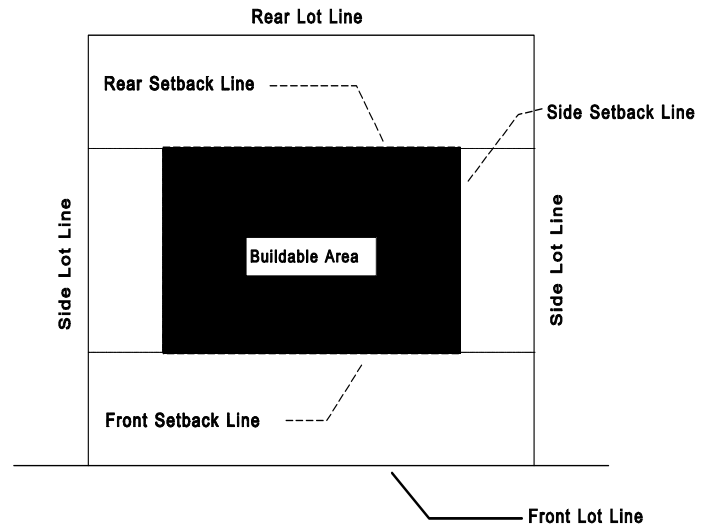 Rear Lot Line
Rear Setback Line
Side Setback Line
Side Lot Line
Buildable Area
Side Lot Line
Front Setback Line
Front Lot Line